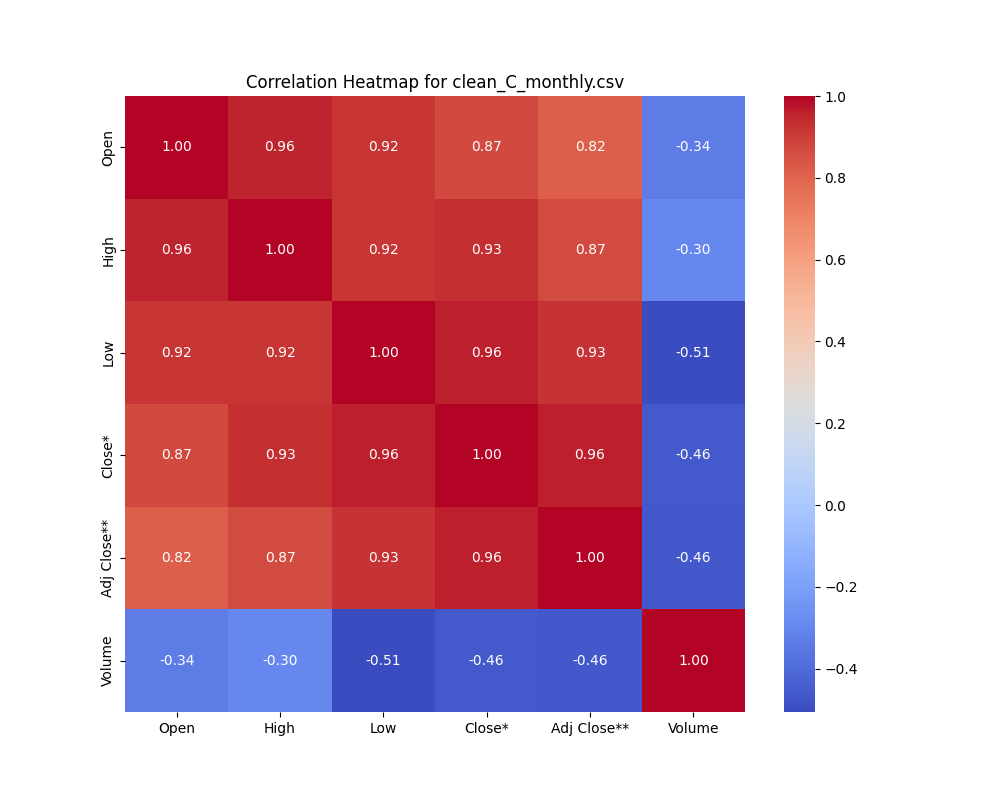 Correlation Heatmap for clean_C_monthly.csv
Open 1.00 0.96 0.92 0.87 0.82 -0.34
High 0.96 1.00 0.92 0.93 0.87 -0.30
Low 0.92 0.92 1.00 0.96 0.93 -0.51
Close* 0.87 0.93 0.96 1.00 0.96 -0.46
Adj Close** 0.82 0.87 0.93 0.96 1.00 -0.46
Volume -0.34 -0.30 -0.51 -0.46 -0.46 1.00
Open High Low Close* Adj Close** Volume
1.0
0.8
0.6
0.4
0.2
0.0
−0.2
−0.4